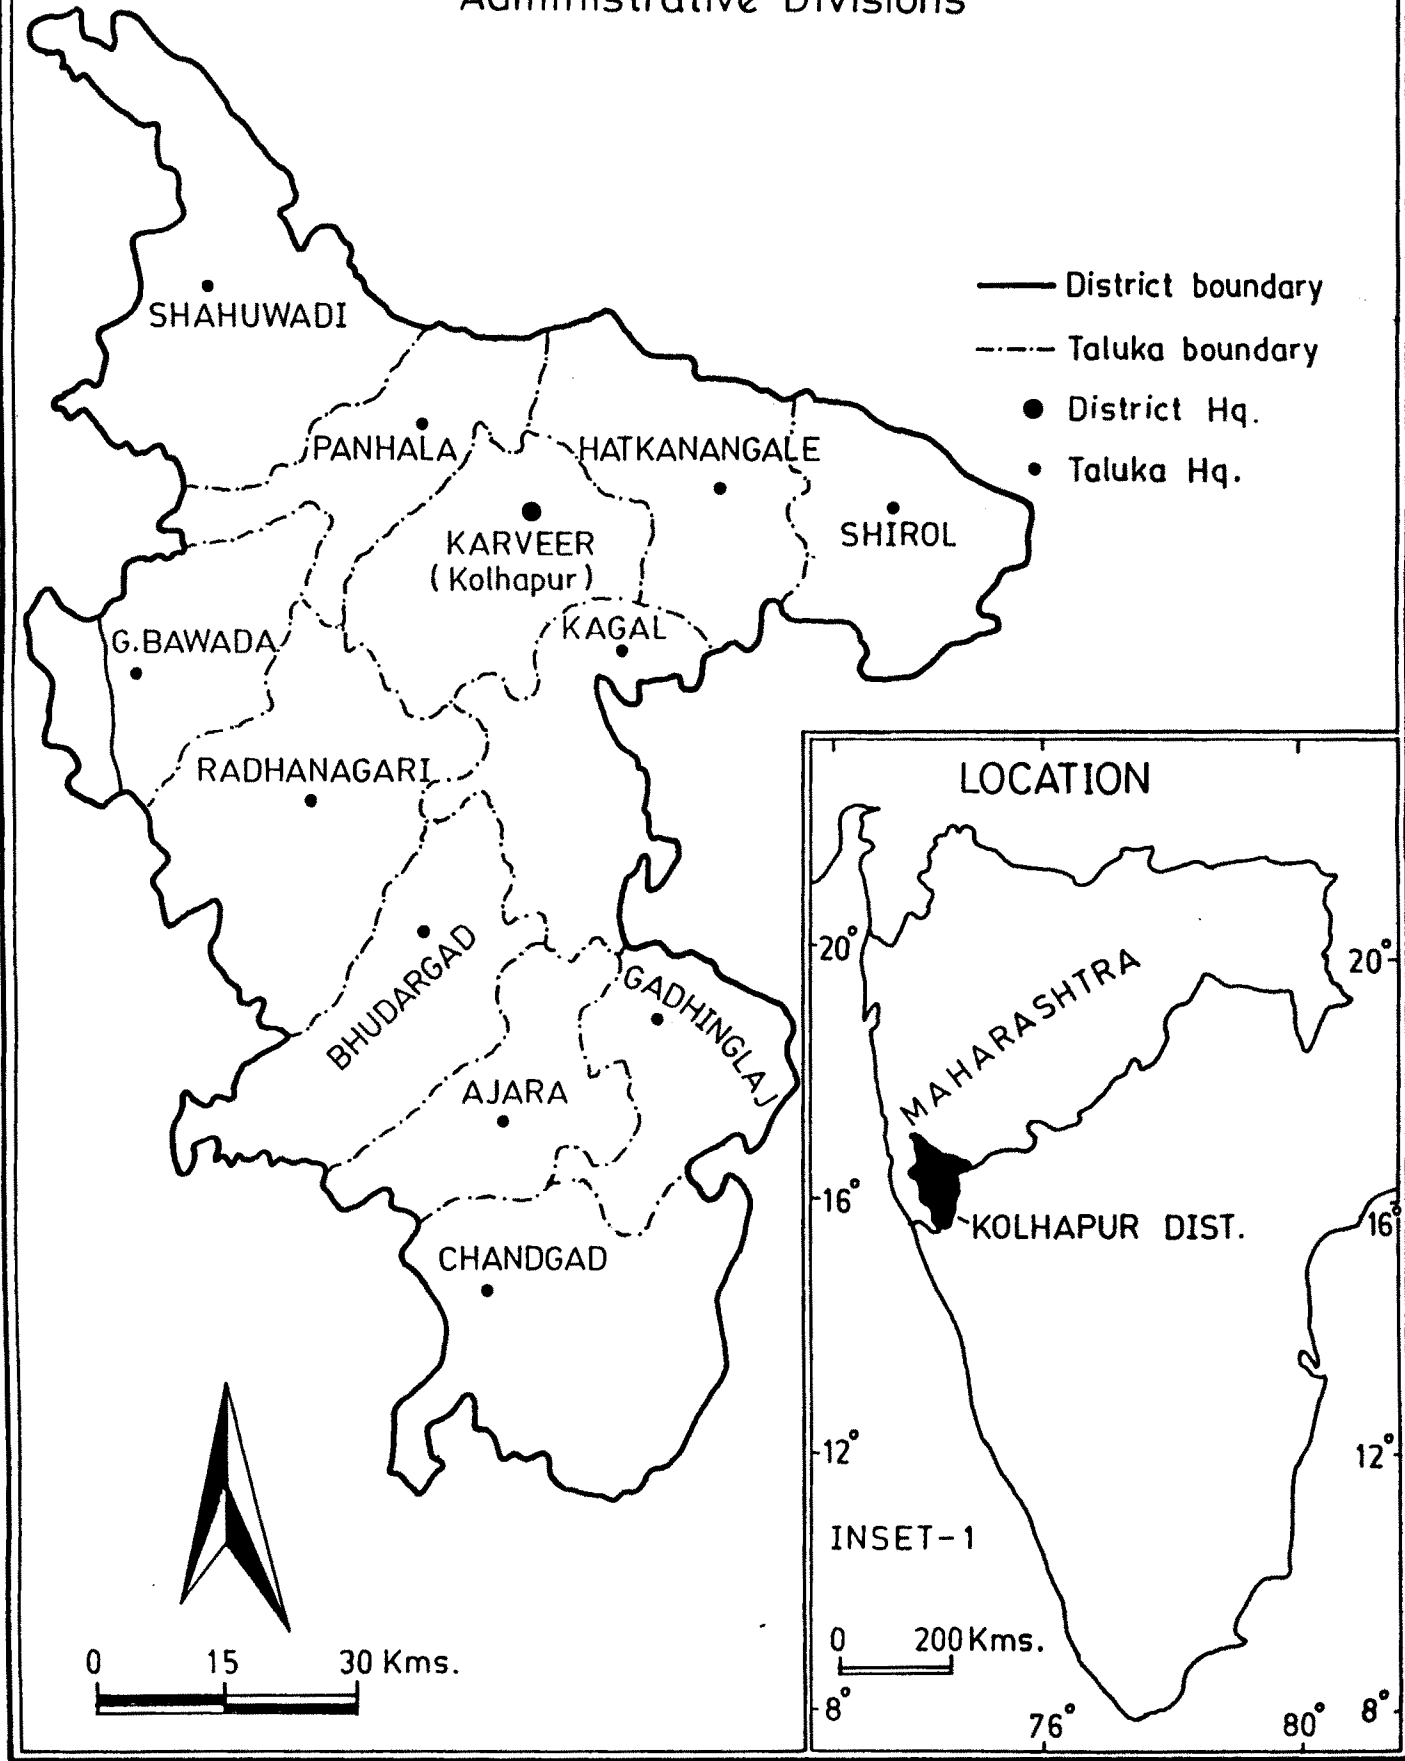 Administrative Divisions
SHAHUWADI
District boundary
Taluka boundary
District Hq.
Taluka Hq.
PANHALA
HATKANANGALE
SHIROL
KARVEER
(Kolhapur)
KAGAL
G.BAWADA
RADHANAGARI
BHUDARGAD
GADHINGLAJ
AJARA
CHANDGAD
0 15 30 Kms.
LOCATION
20° 20°
MAHARASHTRA
16° 16°
KOLHAPUR DIST.
12° 12°
INSET-1
0 200 Kms.
8° 76° 80° 8°